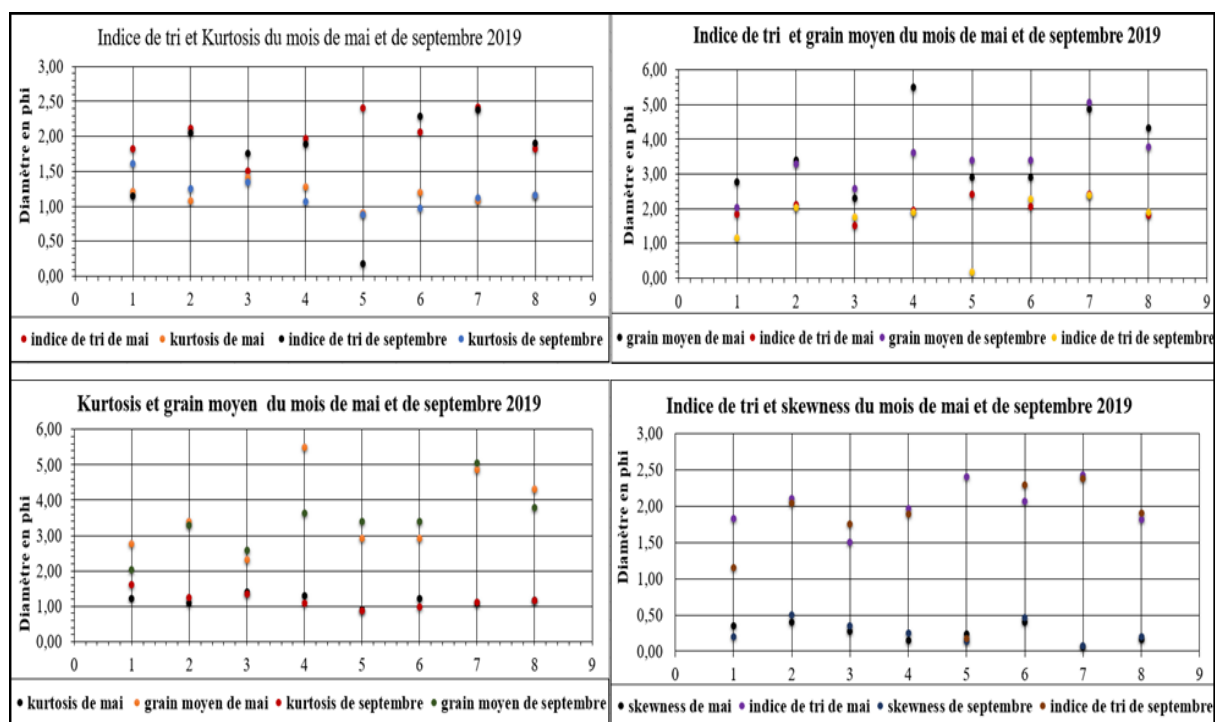 Indice de tri et Kurtosis du mois de mai et de septembre 2019
Diamètre en phi
3,00
2,50
2,00
1,50
1,00
0,50
0,00
0 1 2 3 4 5 6 7 8 9
indice de tri de mai kurtosis de mai indice de tri de septembre kurtosis de septembre
Indice de tri et grain moyen du mois de mai et de septembre 2019
Diamètre en phi
6,00
5,00
4,00
3,00
2,00
1,00
0,00
0 1 2 3 4 5 6 7 8 9
grain moyen de mai indice de tri de mai grain moyen de septembre indice de tri de septembre
Kurtosis et grain moyen du mois de mai et de septembre 2019
Diamètre en phi
6,00
5,00
4,00
3,00
2,00
1,00
0,00
0 1 2 3 4 5 6 7 8 9
kurtosis de mai grain moyen de mai kurtosis de septembre grain moyen de septembre
Indice de tri et skewness du mois de mai et de septembre 2019
Diamètre en phi
3,00
2,50
2,00
1,50
1,00
0,50
0,00
0 1 2 3 4 5 6 7 8 9
skewness de mai indice de tri de mai skewness de septembre indice de tri de septembre